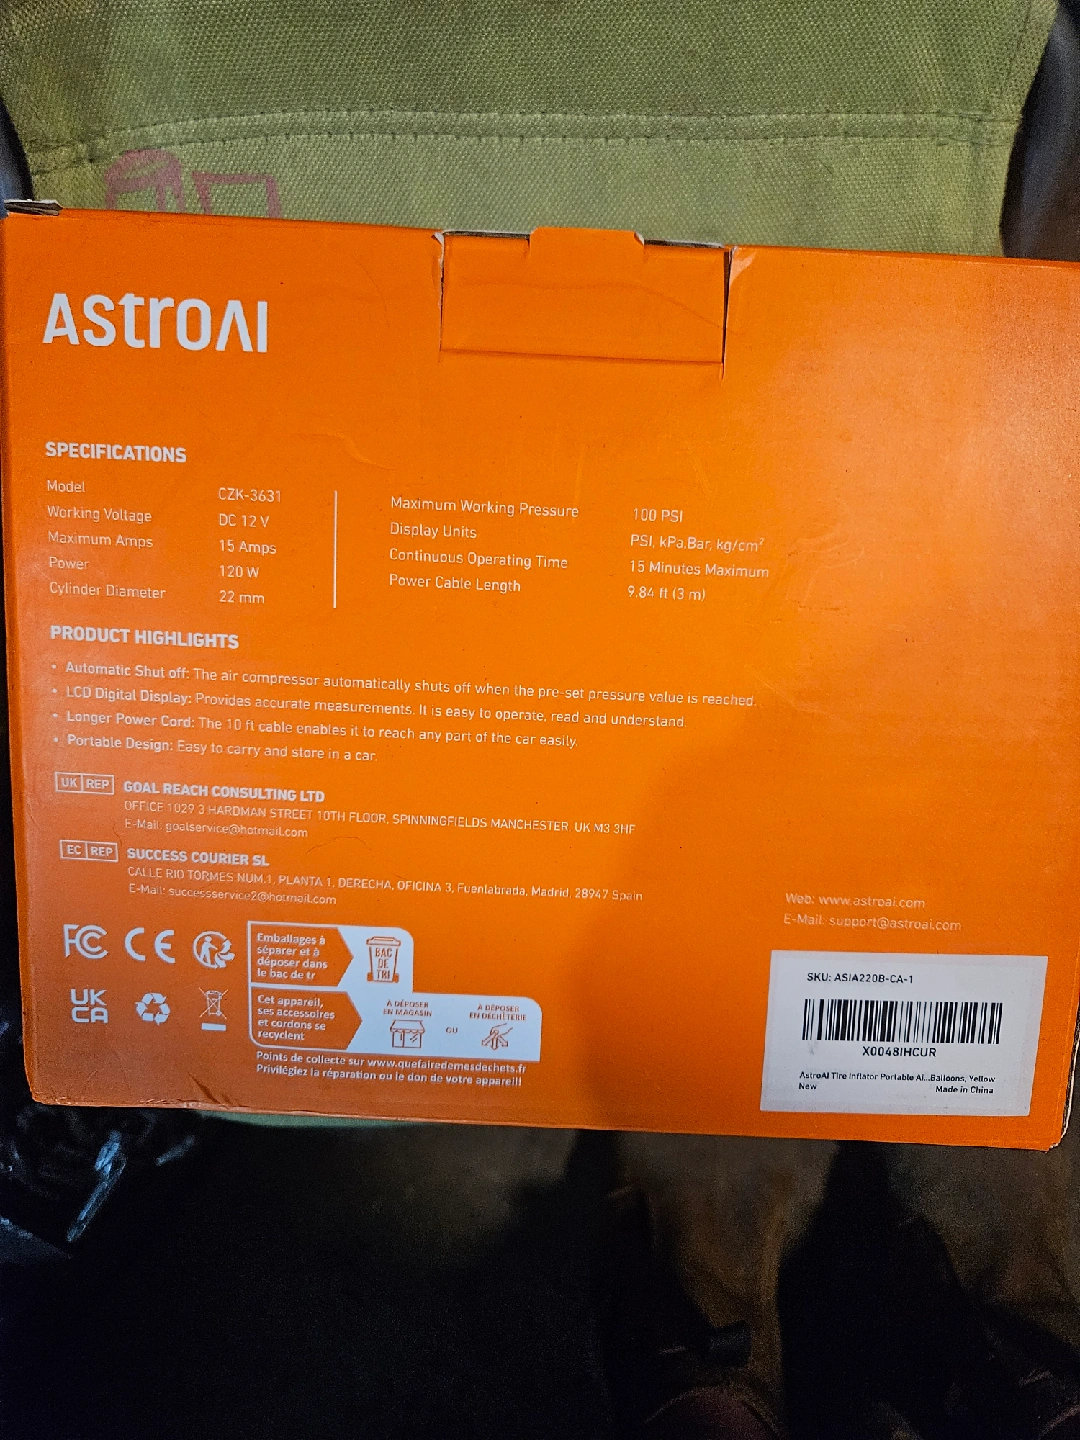 AstroAI
SPECIFICATIONS
Model CZK-3631
Working Voltage DC 12 V
Maximum Amps 15 Amps
Power 120 W
Cylinder Diameter 22 mm
Maximum Working Pressure 100 PSI
Display Units PSI, kPa,Bar, kg/cm²
Continuous Operating Time 15 Minutes Maximum
Power Cable Length 9.84 ft (3 m)
PRODUCT HIGHLIGHTS
• Automatic Shut off: The air compressor automatically shuts off when the pre-set pressure value is reached.
• LCD Digital Display: Provides accurate measurements. It is easy to operate, read and understand.
• Longer Power Cord: The 10 ft cable enables it to reach any part of the car easily.
• Portable Design: Easy to carry and store in a car.
UK REP GOAL REACH CONSULTING LTD
OFFICE 1029 3 HARDMAN STREET 10TH FLOOR, SPINNINGFIELDS MANCHESTER, UK M3 3HF
E-Mail: goalservice@hotmail.com
EC REP SUCCESS COURIER SL
CALLE RIO TORMES NUM.1, PLANTA 1, DERECHA, OFICINA 3, Fuenlabrada, Madrid, 28947 Spain
E-Mail: successservice2@hotmail.com
Web: www.astroai.com
E-Mail: support@astroai.com
FC CE
UK
CA
Emballages à
séparer et à
déposer dans
le bac de tr
BAC
DE
TRI
Cet appareil,
ses accessoires
et cordons se
recyclent
À DÉPOSER
EN MAGASIN
OU
À DÉPOSER
EN DÉCHÈTERIE
Points de collecte sur www.quefairedemesdechets.fr
Privilégiez la réparation ou le don de votre appareil!
SKU: ASIA220B-CA-1
X0048IHCUR
AstroAI Tire Inflator Portable Ai...Balloons, Yellow
New Made in China